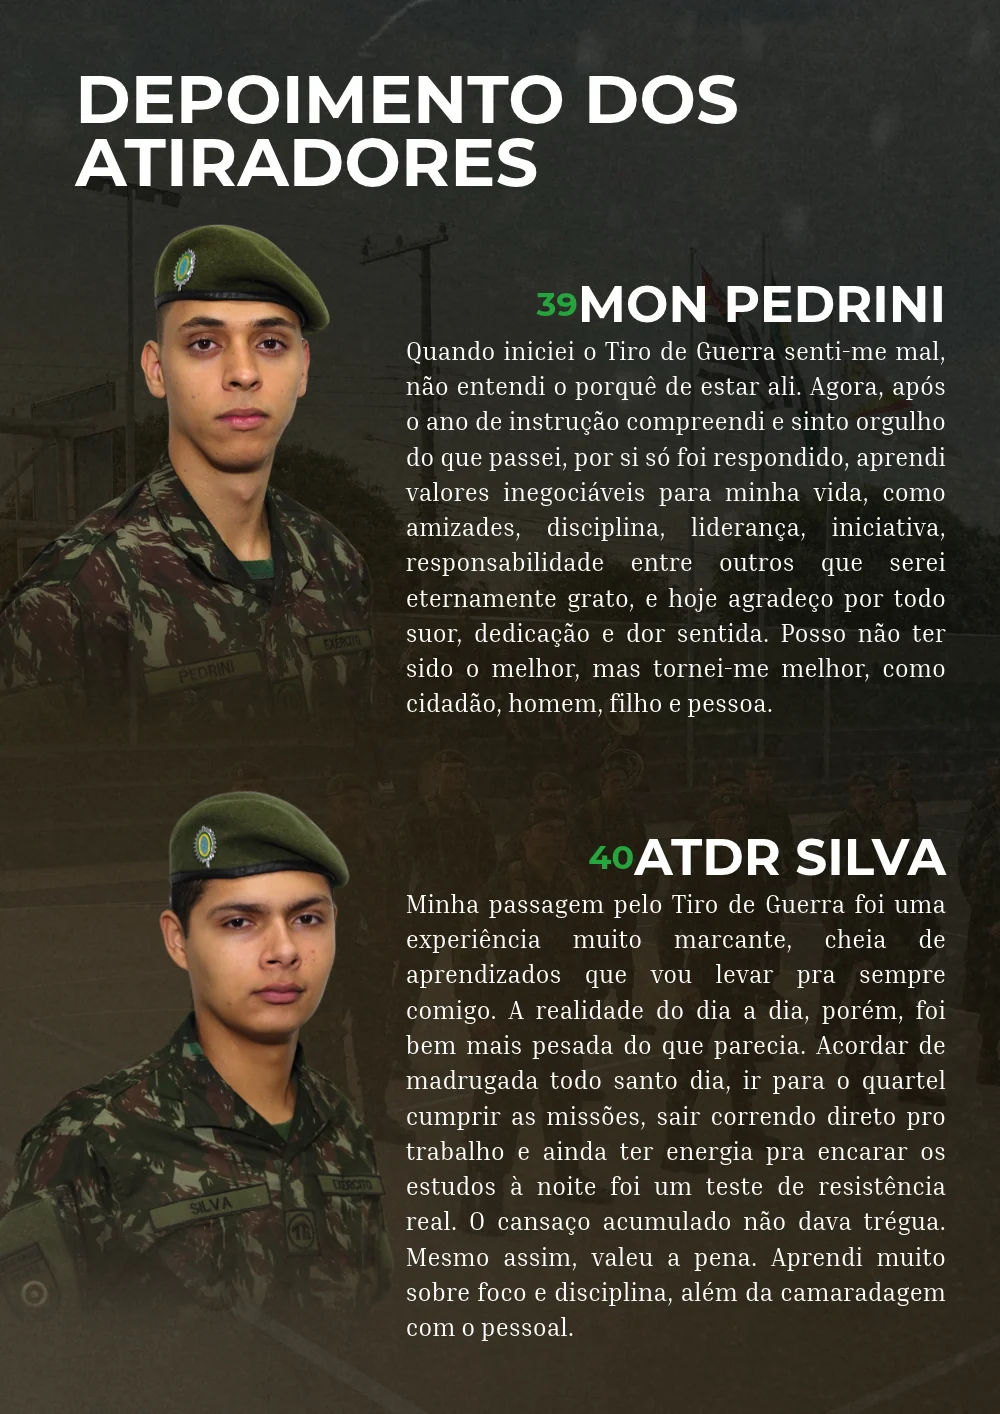 DEPOIMENTO DOS
ATIRADORES
39MON PEDRINI
Quando iniciei o Tiro de Guerra senti-me mal,
não entendi o porquê de estar ali. Agora, após
o ano de instrução compreendi e sinto orgulho
do que passei, por si só foi respondido, aprendi
valores inegociáveis para minha vida, como
amizades, disciplina, liderança, iniciativa,
responsabilidade entre outros que serei
eternamente grato, e hoje agradeço por todo
suor, dedicação e dor sentida. Posso não ter
sido o melhor, mas tornei-me melhor, como
cidadão, homem, filho e pessoa.
PEDRINI
EXÉRCITO
40ATDR SILVA
Minha passagem pelo Tiro de Guerra foi uma
experiência muito marcante, cheia de
aprendizados que vou levar pra sempre
comigo. A realidade do dia a dia, porém, foi
bem mais pesada do que parecia. Acordar de
madrugada todo santo dia, ir para o quartel
cumprir as missões, sair correndo direto pro
trabalho e ainda ter energia pra encarar os
estudos à noite foi um teste de resistência
real. O cansaço acumulado não dava trégua.
Mesmo assim, valeu a pena. Aprendi muito
sobre foco e disciplina, além da camaradagem
com o pessoal.
SILVA
EXÉRCITO